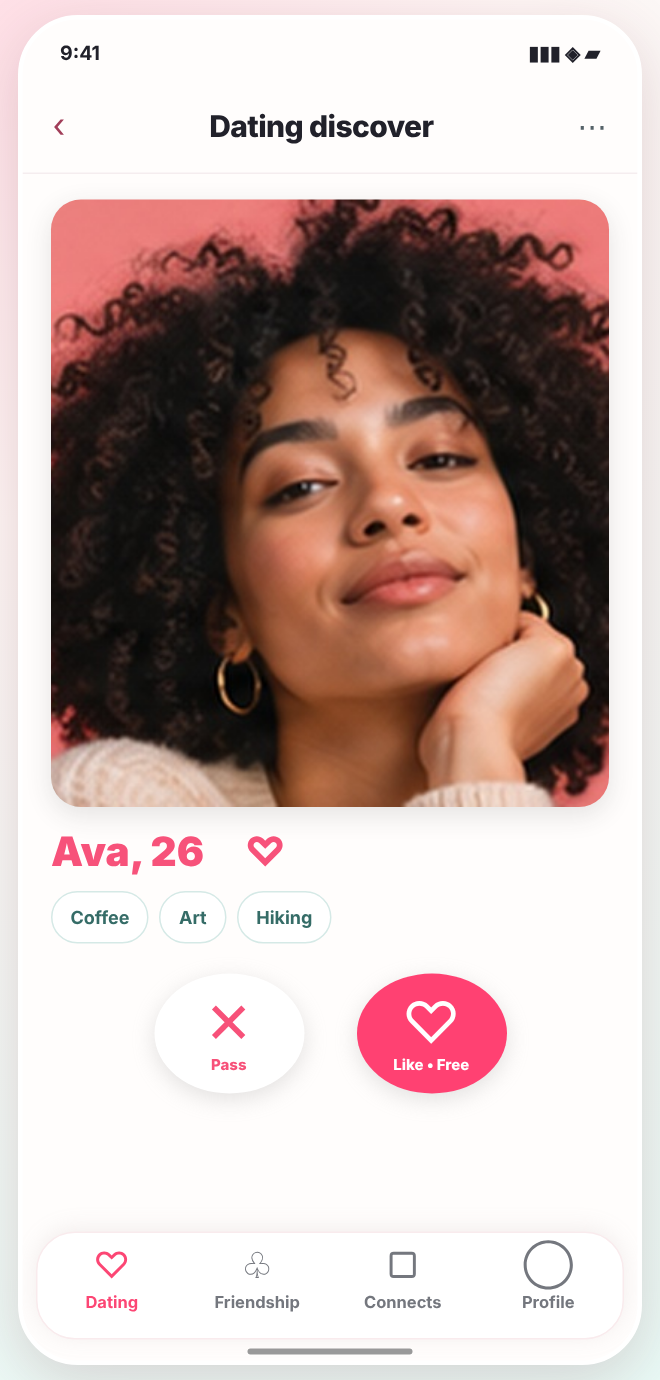 9:41
Dating discover
Ava, 26
Coffee Art Hiking
Pass Like • Free
Dating Friendship Connects Profile